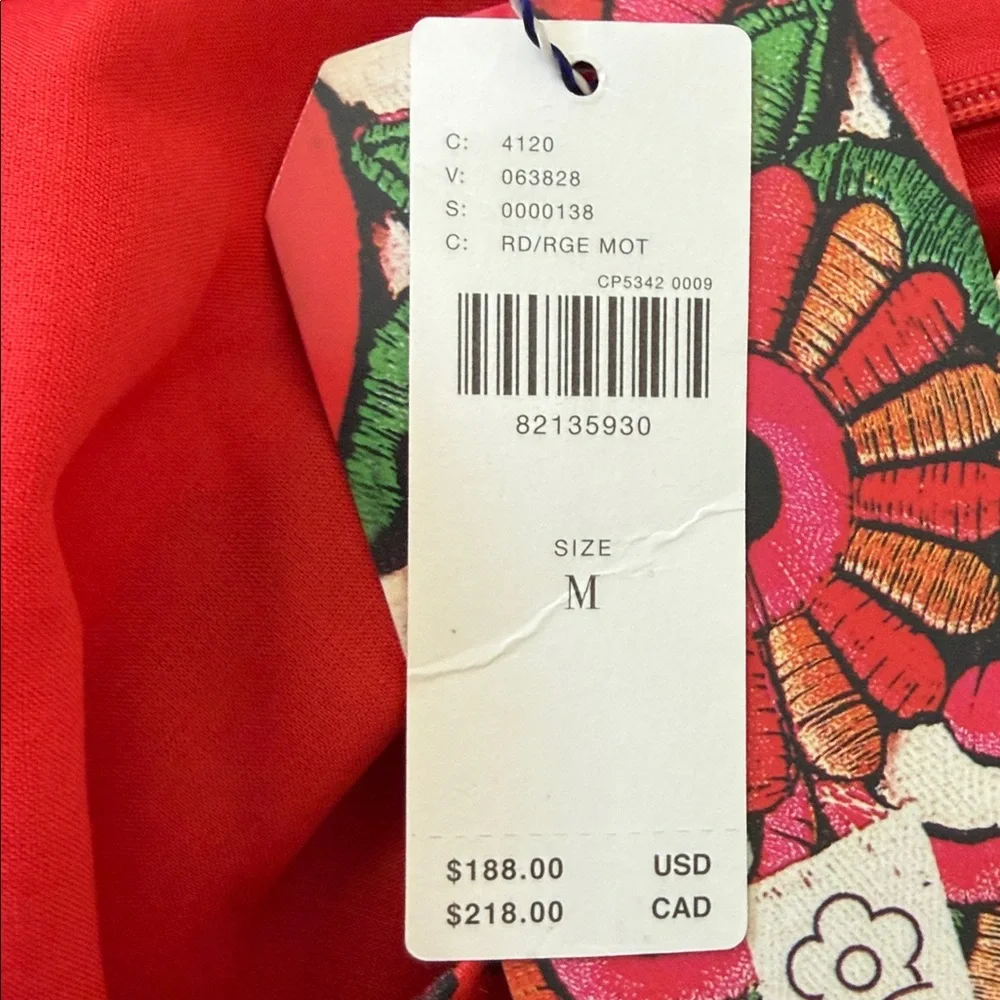 C: 4120
V: 063828
S: 0000138
C: RD/RGE MOT
CP5342 0009
82135930
SIZE
M
$188.00 USD
$218.00 CAD